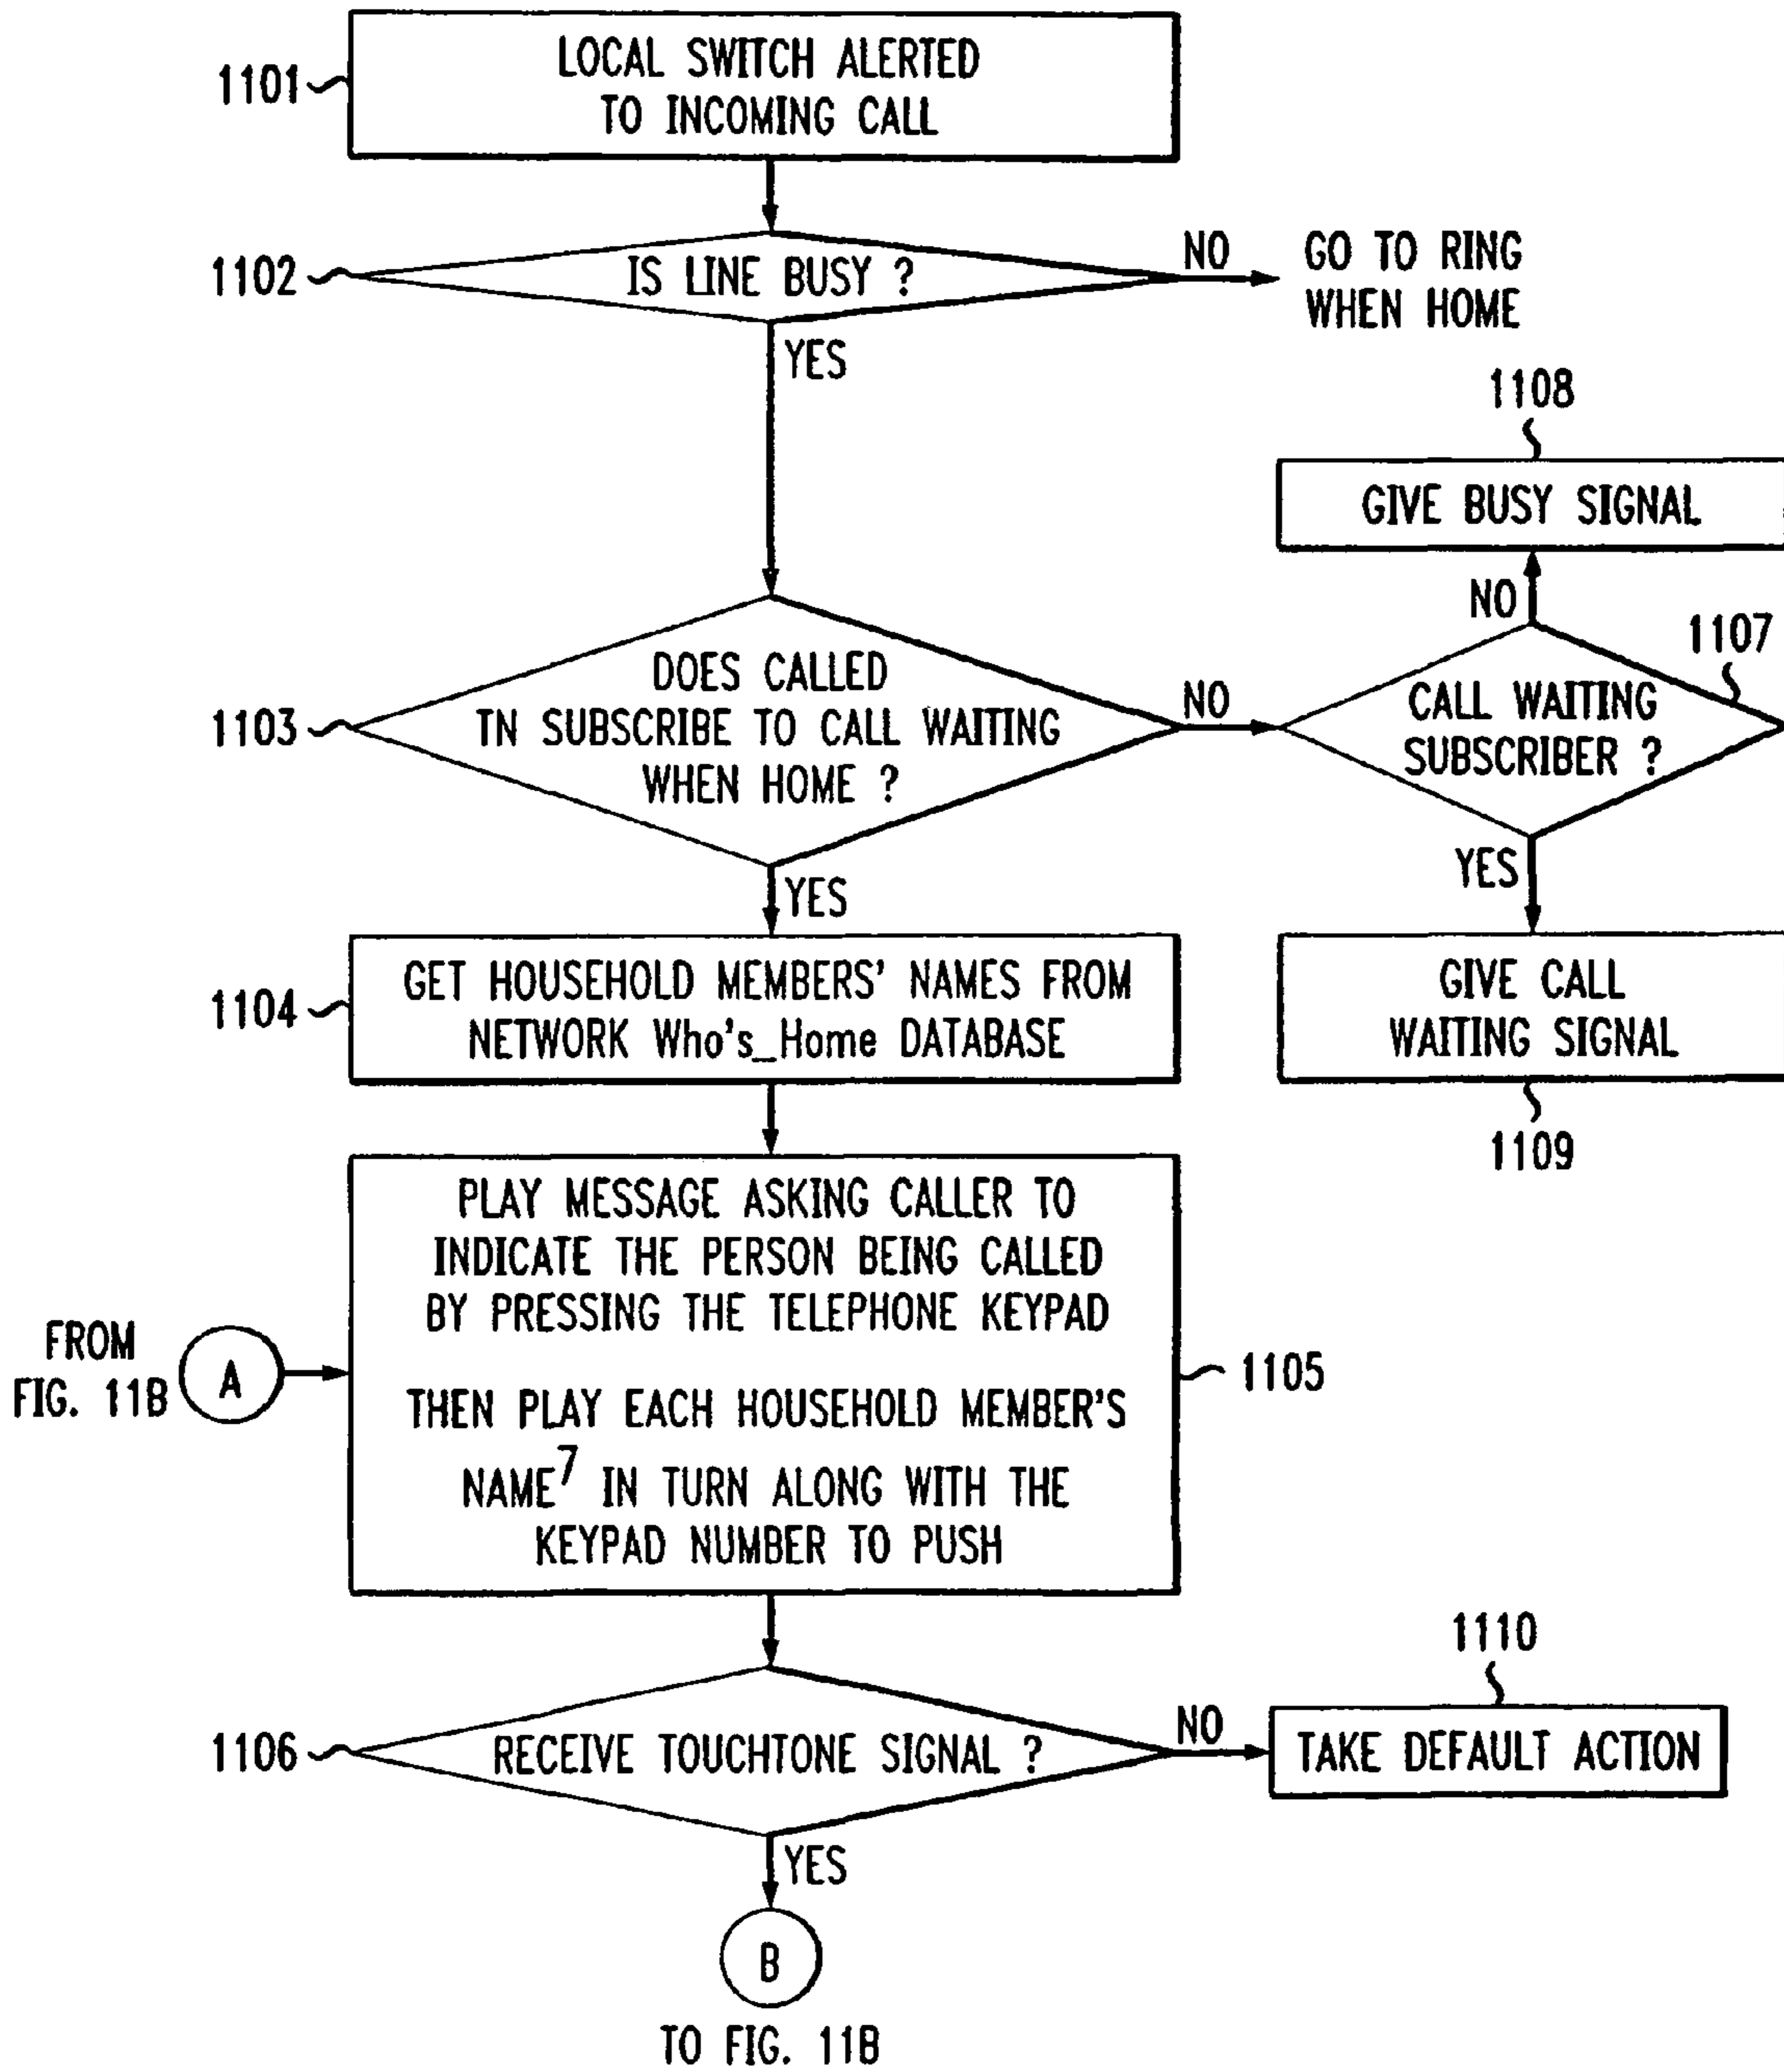 1101
LOCAL SWITCH ALERTED
TO INCOMING CALL
1102
IS LINE BUSY ?
NO
GO TO RING
WHEN HOME
YES
1108
GIVE BUSY SIGNAL
NO
1107
1103
DOES CALLED
TN SUBSCRIBE TO CALL WAITING
WHEN HOME ?
NO
CALL WAITING
SUBSCRIBER ?
YES
YES
1104
GET HOUSEHOLD MEMBERS' NAMES FROM
NETWORK Who's_Home DATABASE
GIVE CALL
WAITING SIGNAL
1109
PLAY MESSAGE ASKING CALLER TO
INDICATE THE PERSON BEING CALLED
BY PRESSING THE TELEPHONE KEYPAD
FROM
FIG. 11B
A
1105
THEN PLAY EACH HOUSEHOLD MEMBER'S
NAME7 IN TURN ALONG WITH THE
KEYPAD NUMBER TO PUSH
1110
1106
RECEIVE TOUCHTONE SIGNAL ?
NO
TAKE DEFAULT ACTION
YES
B
TO FIG. 11B